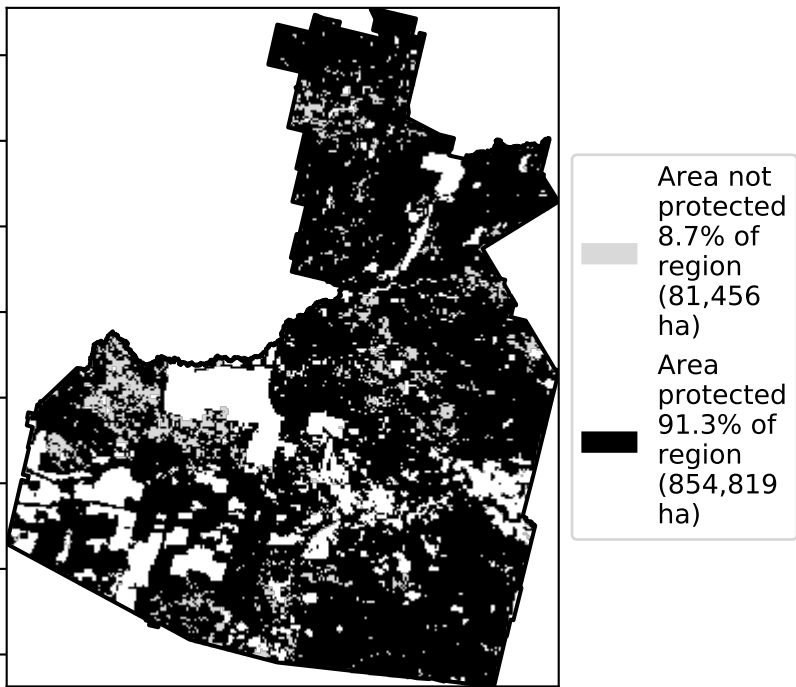 Area not
protected
8.7% of
region
(81,456
ha)
Area
protected
91.3% of
region
(854,819
ha)